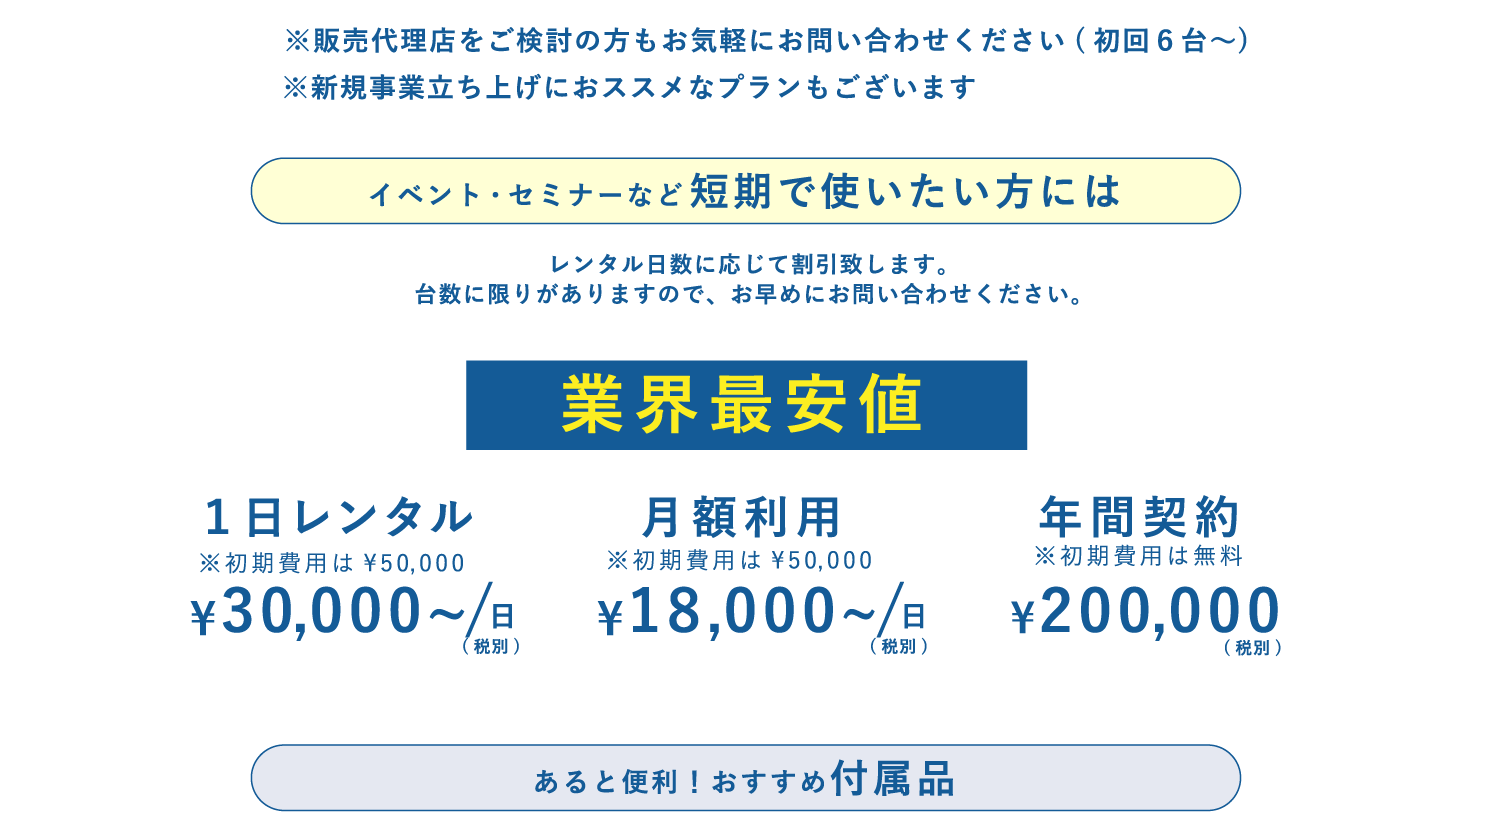 ※販売代理店をご検討の方もお気軽にお問い合わせください ( 初回６台～)
※新規事業立ち上げにおススメなプランもございます
イベント・セミナーなど短期で使いたい方には
レンタル日数に応じて割引致します。
台数に限りがありますので、お早めにお問い合わせください。
業界最安値
１日レンタル
※初期費用は ¥50,000
¥30,000～/日
( 税別 )
月額利用
※初期費用は ¥50,000
¥18,000～/日
( 税別 )
年間契約
※初期費用は無料
¥200,000
( 税別 )
あると便利！おすすめ付属品